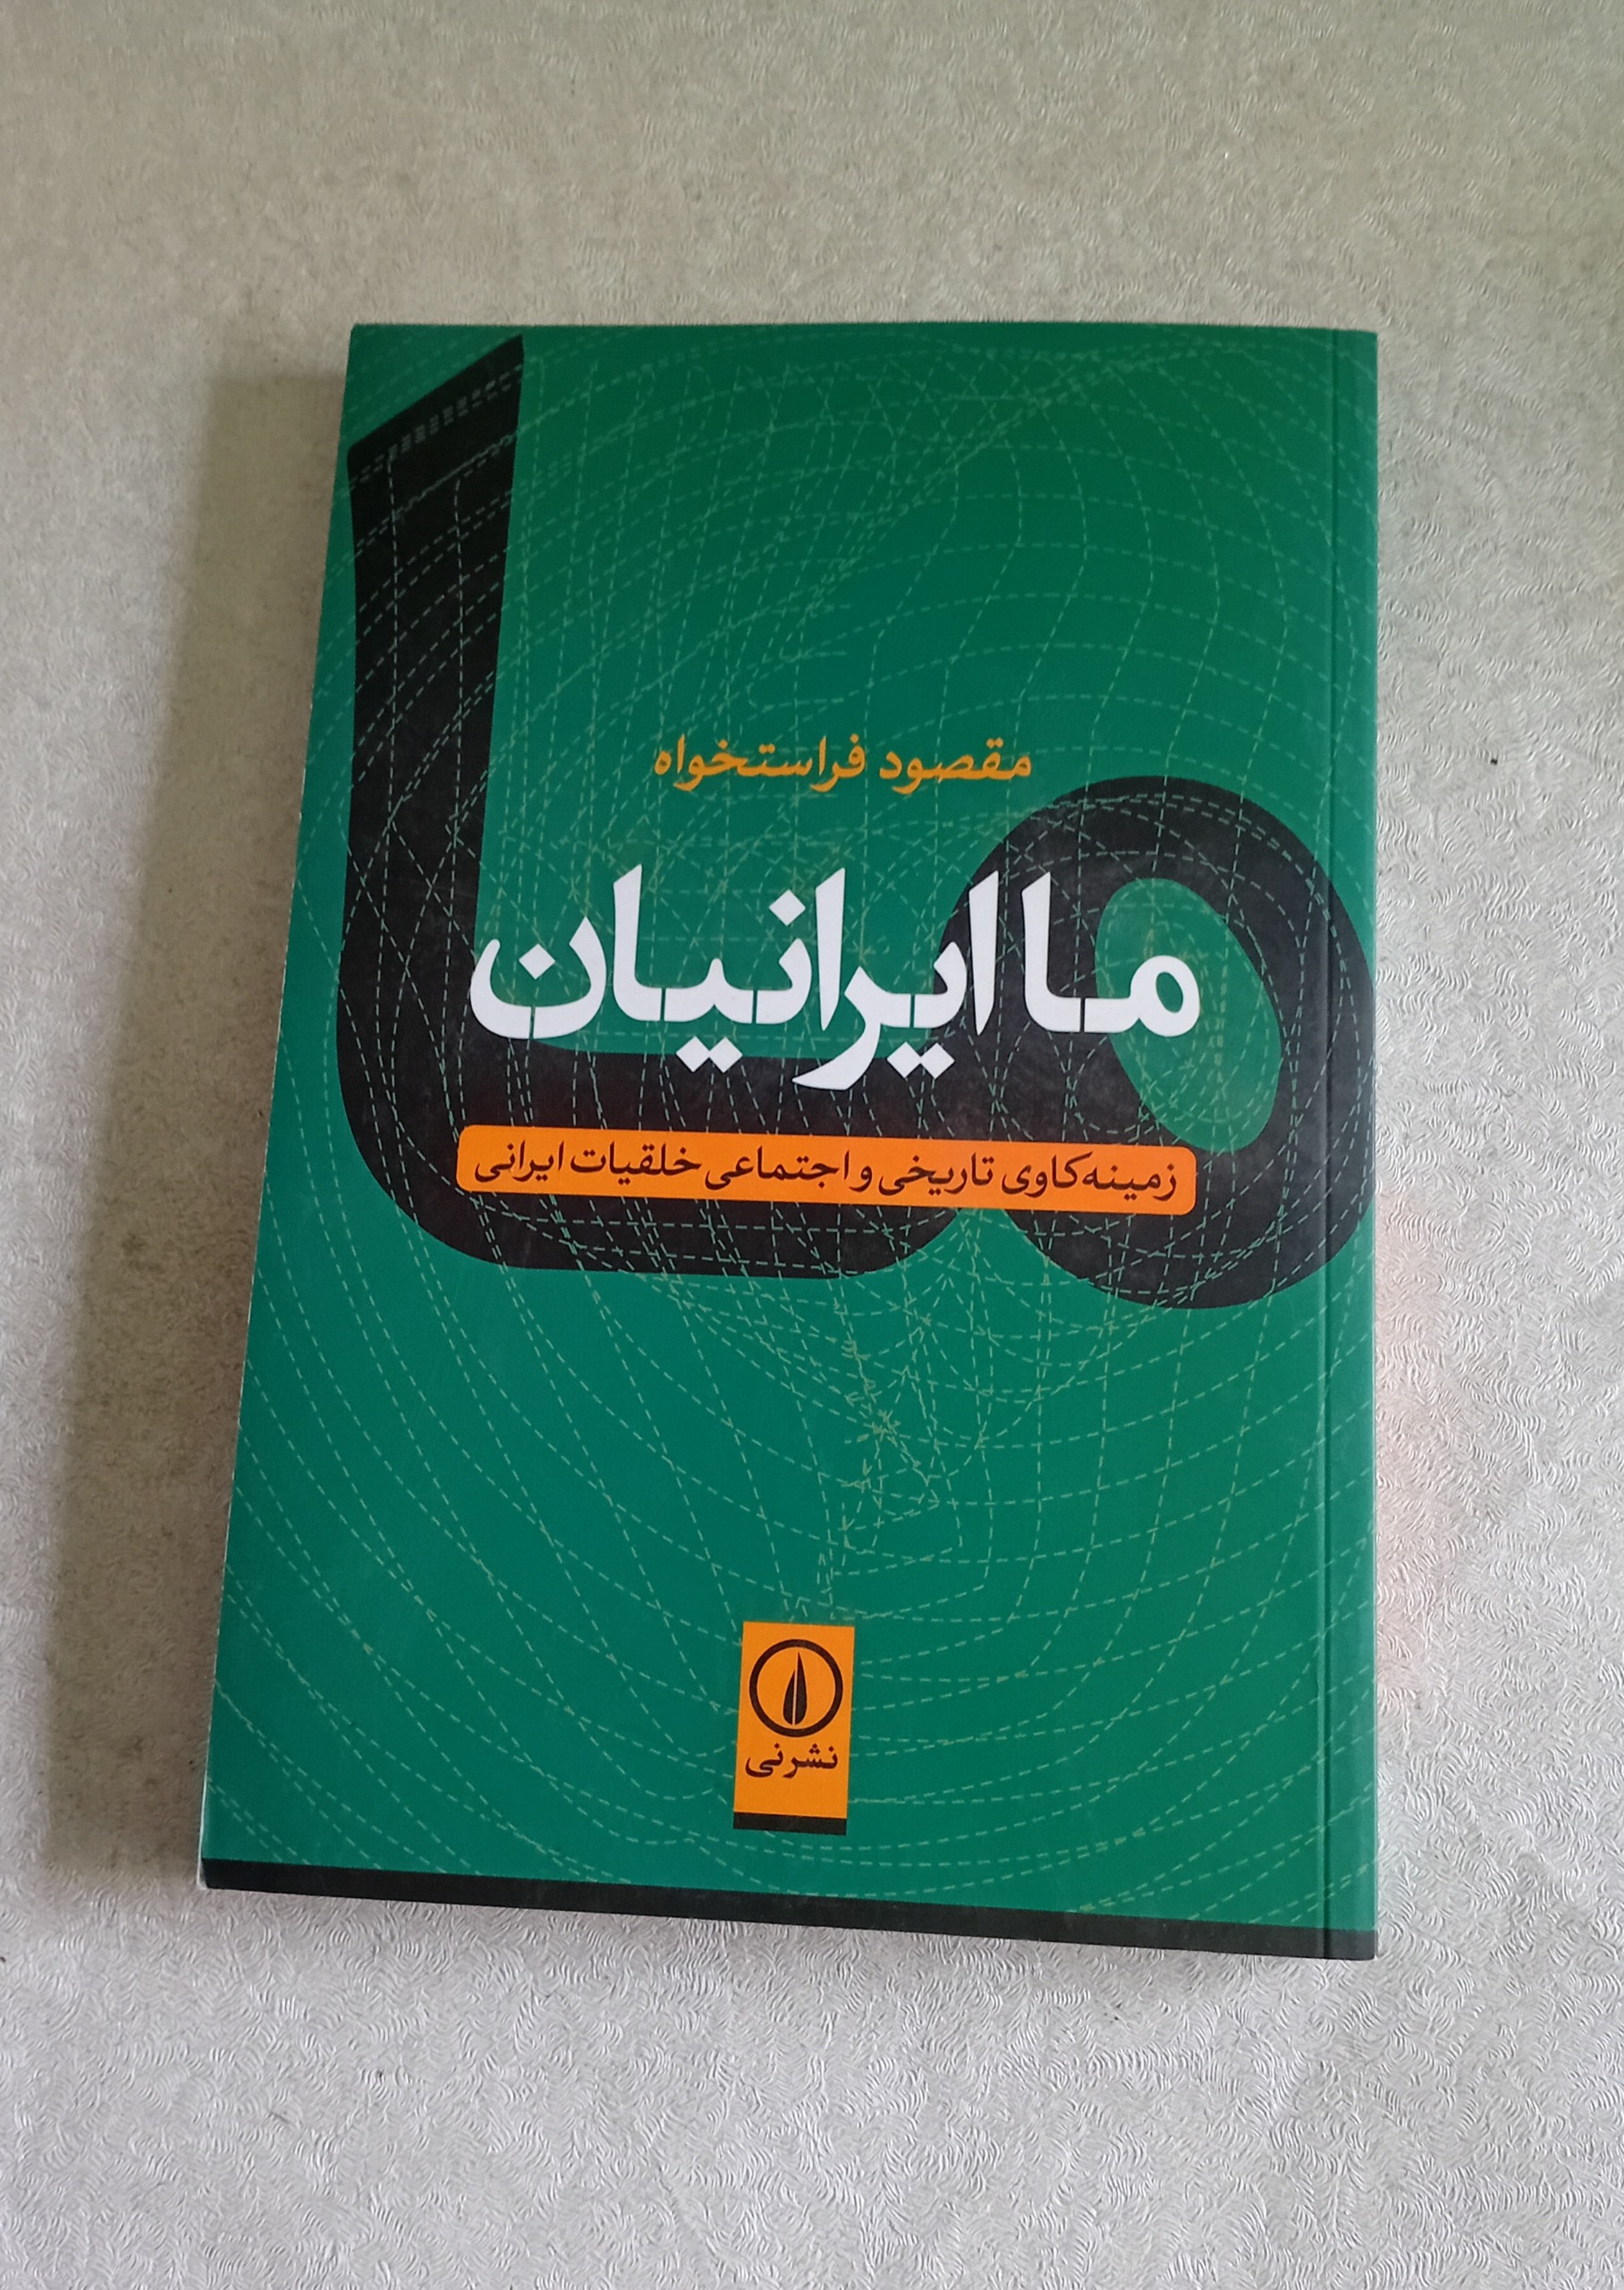 مقصود فراستخواه
ما ایرانیان
زمینه‌کاوی تاریخی و اجتماعی خلقیات ایرانی
نشرنی